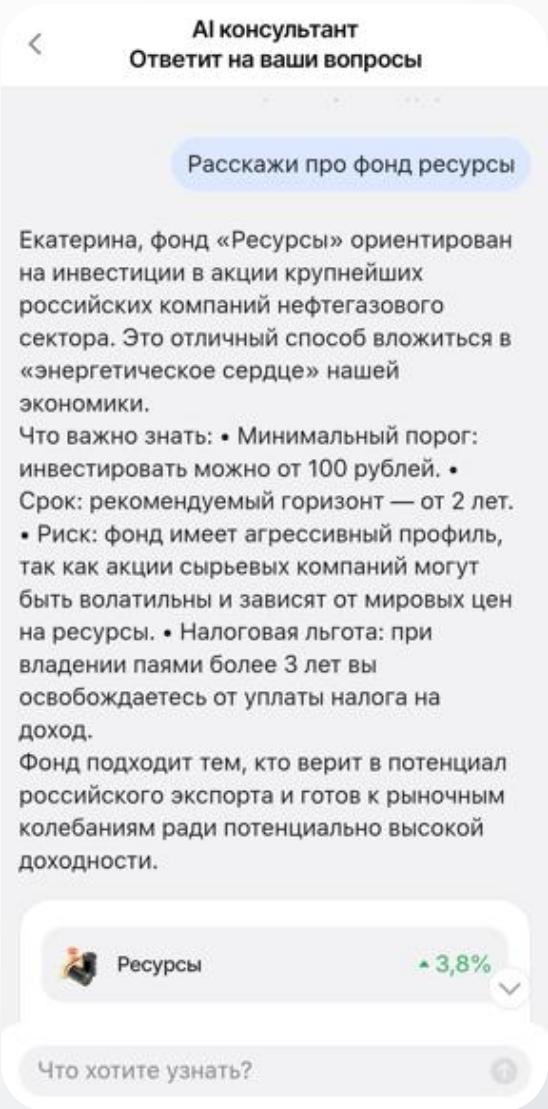 AI консультант
Ответит на ваши вопросы
Расскажи про фонд ресурсы
Екатерина, фонд «Ресурсы» ориентирован
на инвестиции в акции крупнейших
российских компаний нефтегазового
сектора. Это отличный способ вложиться в
«энергетическое сердце» нашей
экономики.
Что важно знать: • Минимальный порог:
инвестировать можно от 100 рублей. •
Срок: рекомендуемый горизонт — от 2 лет.
• Риск: фонд имеет агрессивный профиль,
так как акции сырьевых компаний могут
быть волатильны и зависят от мировых цен
на ресурсы. • Налоговая льгота: при
владении паями более 3 лет вы
освобождаетесь от уплаты налога на
доход.
Фонд подходит тем, кто верит в потенциал
российского экспорта и готов к рыночным
колебаниям ради потенциально высокой
доходности.
Ресурсы 3,8%
Что хотите узнать?